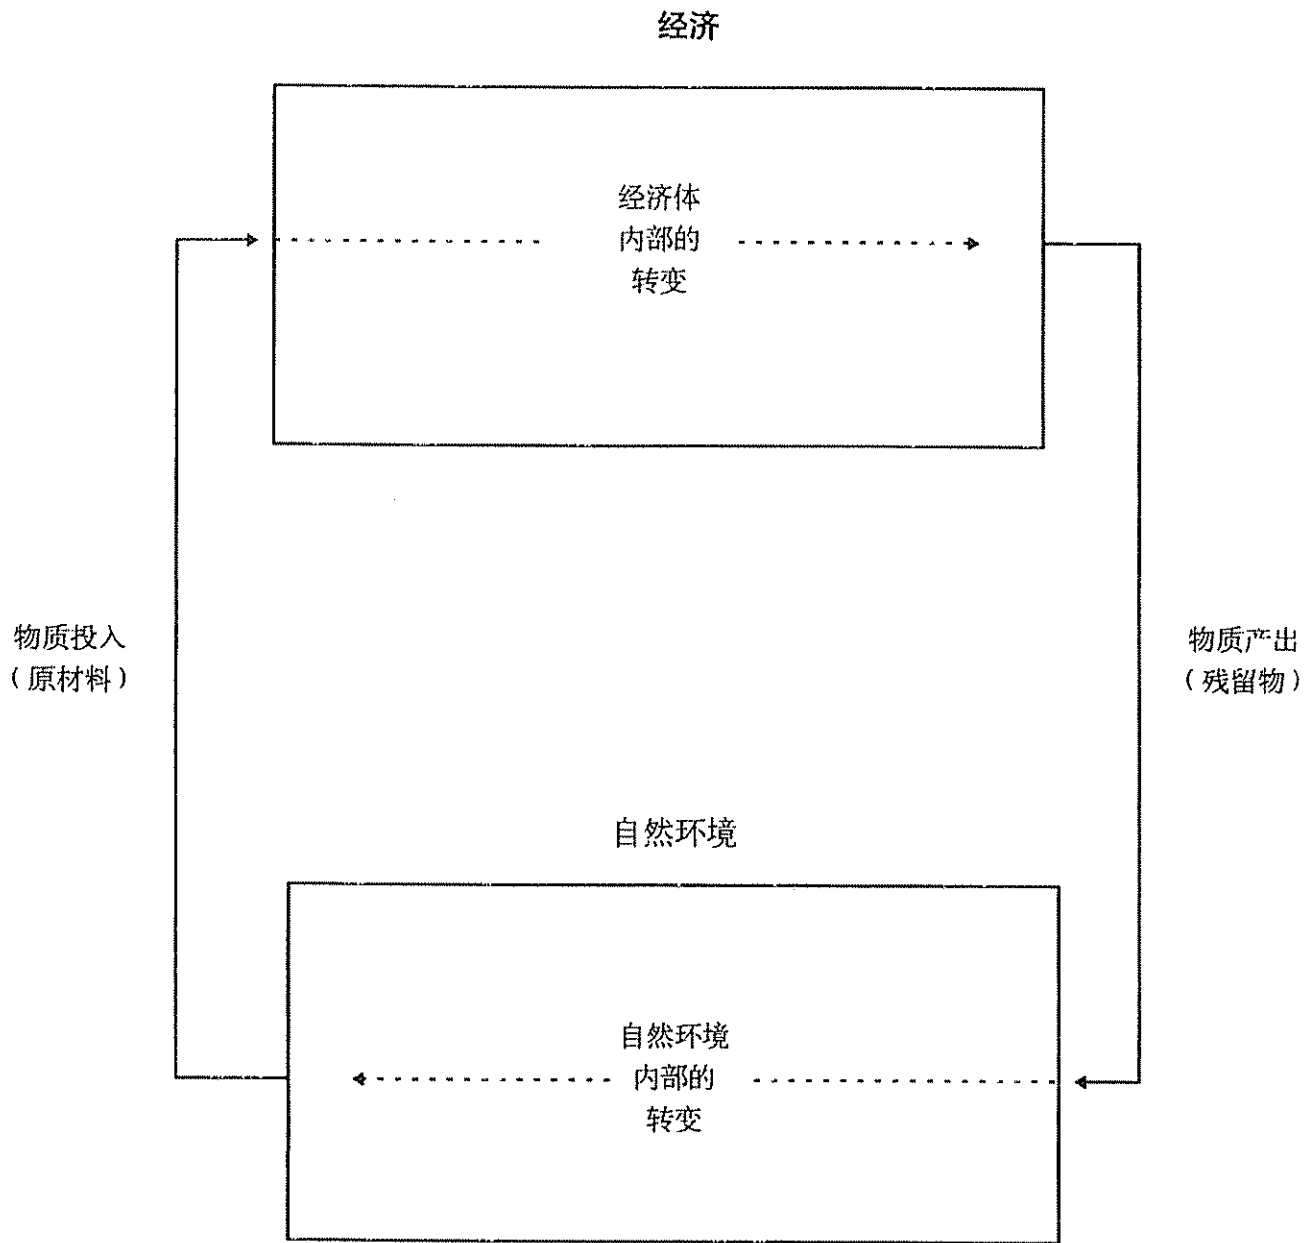 经济
经济体
内部的
转变
物质投入
（原材料）
物质产出
（残留物）
自然环境
自然环境
内部的
转变